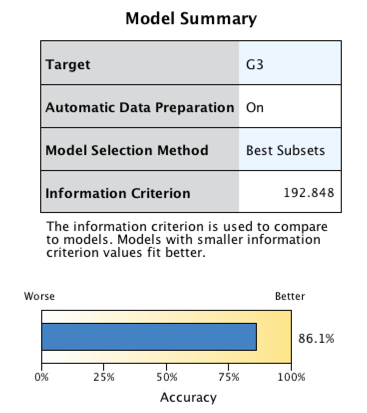 Model Summary
Target G3
Automatic Data Preparation On
Model Selection Method Best Subsets
Information Criterion 192.848
The information criterion is used to compare
to models. Models with smaller information
criterion values fit better.
Worse Better
86.1%
0% 25% 50% 75% 100%
Accuracy